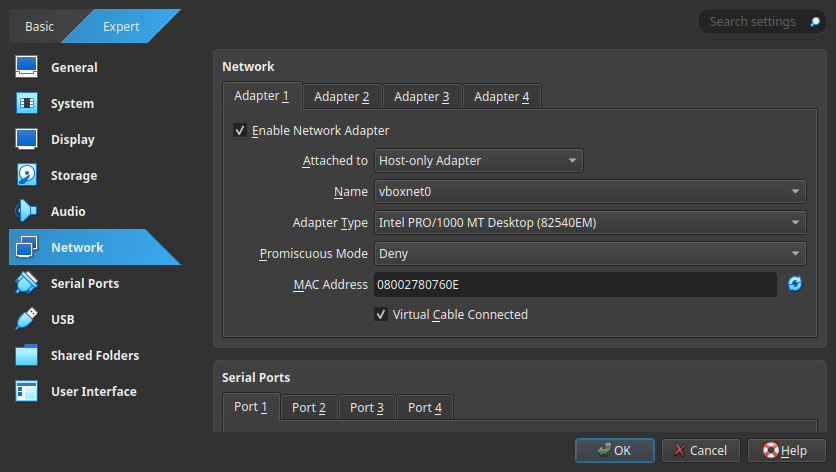 Basic Expert Search settings
General
System
Display
Storage
Audio
Network
Serial Ports
USB
Shared Folders
User Interface
Network
Adapter 1 Adapter 2 Adapter 3 Adapter 4
Enable Network Adapter
Attached to Host-only Adapter
Name vboxnet0
Adapter Type Intel PRO/1000 MT Desktop (82540EM)
Promiscuous Mode Deny
MAC Address 08002780760E
Virtual Cable Connected
Serial Ports
Port 1 Port 2 Port 3 Port 4
OK Cancel Help